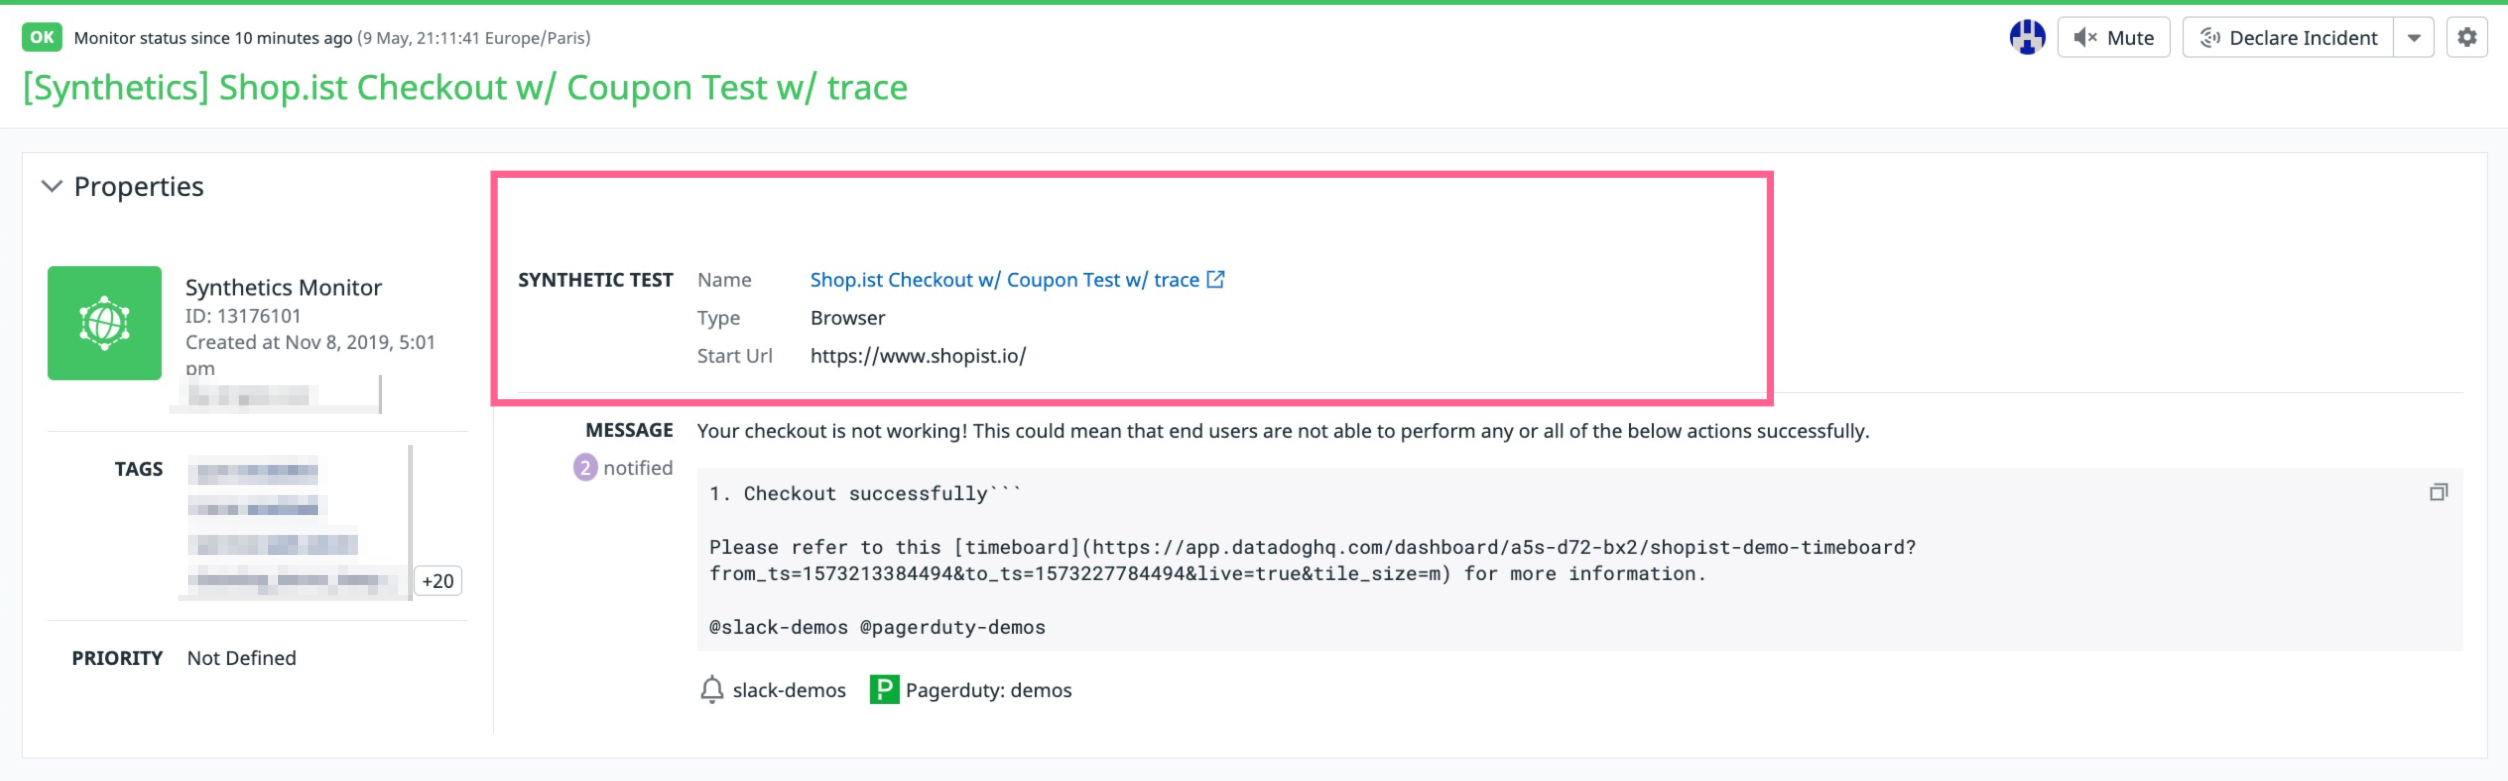 OK Monitor status since 10 minutes ago (9 May, 21:11:41 Europe/Paris)
Mute
Declare Incident
[Synthetics] Shop.ist Checkout w/ Coupon Test w/ trace
Properties
Synthetics Monitor
ID: 13176101
Created at Nov 8, 2019, 5:01
pm
TAGS
+20
PRIORITY Not Defined
SYNTHETIC TEST Name Shop.ist Checkout w/ Coupon Test w/ trace
Type Browser
Start Url https://www.shopist.io/
MESSAGE Your checkout is not working! This could mean that end users are not able to perform any or all of the below actions successfully.
2 notified
1. Checkout successfully```
Please refer to this [timeboard](https://app.datadoghq.com/dashboard/a5s-d72-bx2/shopist-demo-timeboard?
from_ts=1573213384494&to_ts=1573227784494&live=true&tile_size=m) for more information.
@slack-demos @pagerduty-demos
slack-demos P Pagerduty: demos